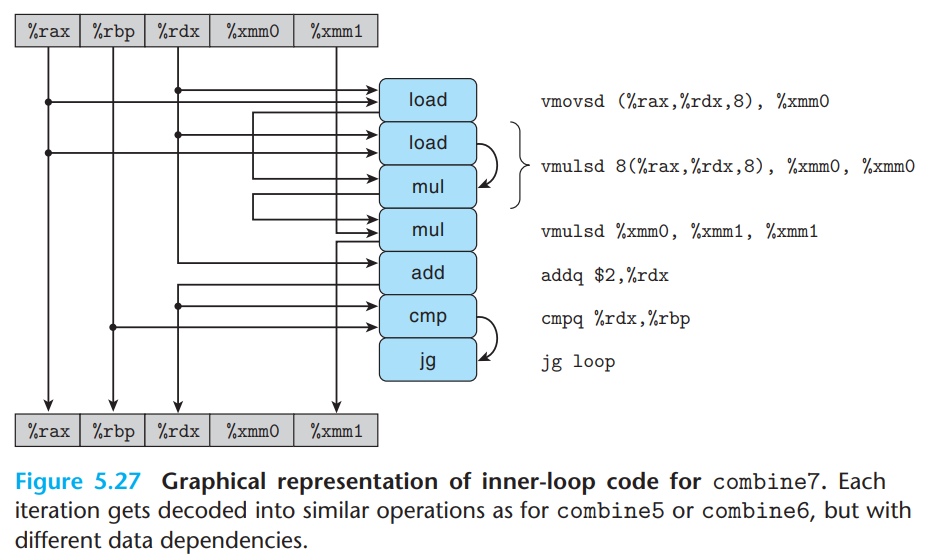 %rax %rbp %rdx %xmm0 %xmm1
load vmovsd (%rax,%rdx,8), %xmm0
load
vmulsd 8(%rax,%rdx,8), %xmm0, %xmm0
mul
mul vmulsd %xmm0, %xmm1, %xmm1
add addq $2,%rdx
cmp cmpq %rdx,%rbp
jg jg loop
%rax %rbp %rdx %xmm0 %xmm1
Figure 5.27 Graphical representation of inner-loop code for combine7. Each
iteration gets decoded into similar operations as for combine5 or combine6, but with
different data dependencies.